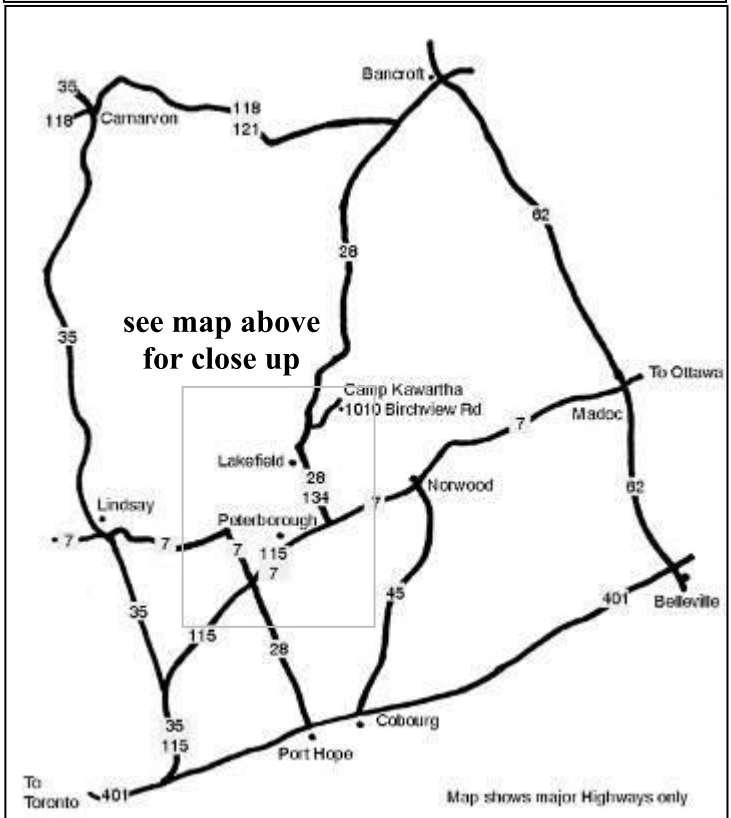 Bancroft
35
118
Carnarvon
118
121
62
28
see map above
for close up
35
To Ottawa
Camp Kawartha
1010 Birchview Rd
Madoc
7
Lakefield
28
Norwood
62
134
7
Lindsay
Peterborough
7
7
7
115
7
45
401
Belleville
35
115
28
Cobourg
35
115
Port Hope
To
Toronto
401
Map shows major Highways only